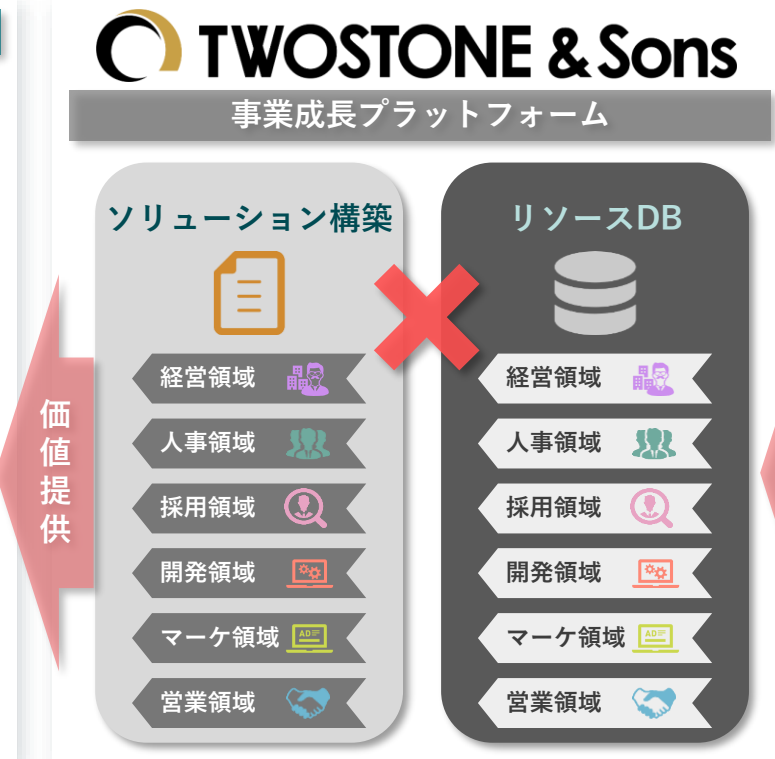 TWOSTONE & Sons
事業成長プラットフォーム
ソリューション構築
経営領域
人事領域
採用領域
開発領域
マーケ領域
AD
営業領域
リソースDB
経営領域
人事領域
採用領域
開発領域
マーケ領域
AD
営業領域
価値提供